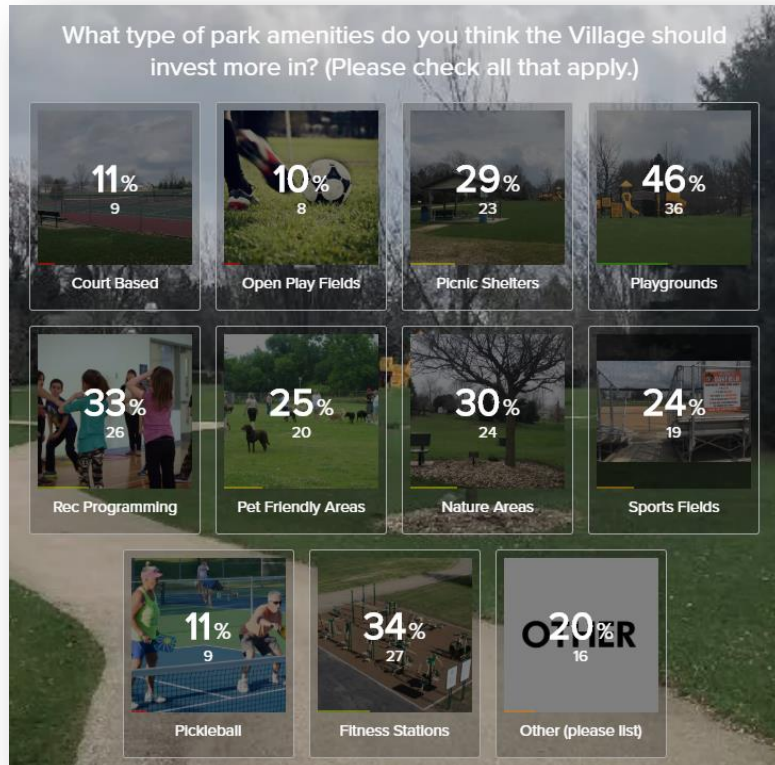 What type of park amenities do you think the Village should
invest more in? (Please check all that apply.)
11%
9
Court Based
10%
8
Open Play Fields
29%
23
Picnic Shelters
46%
36
Playgrounds
33%
26
Rec Programming
25%
20
Pet Friendly Areas
30%
24
Nature Areas
24%
19
Sports Fields
11%
9
Pickleball
34%
27
Fitness Stations
OTHER
20%
16
Other (please list)